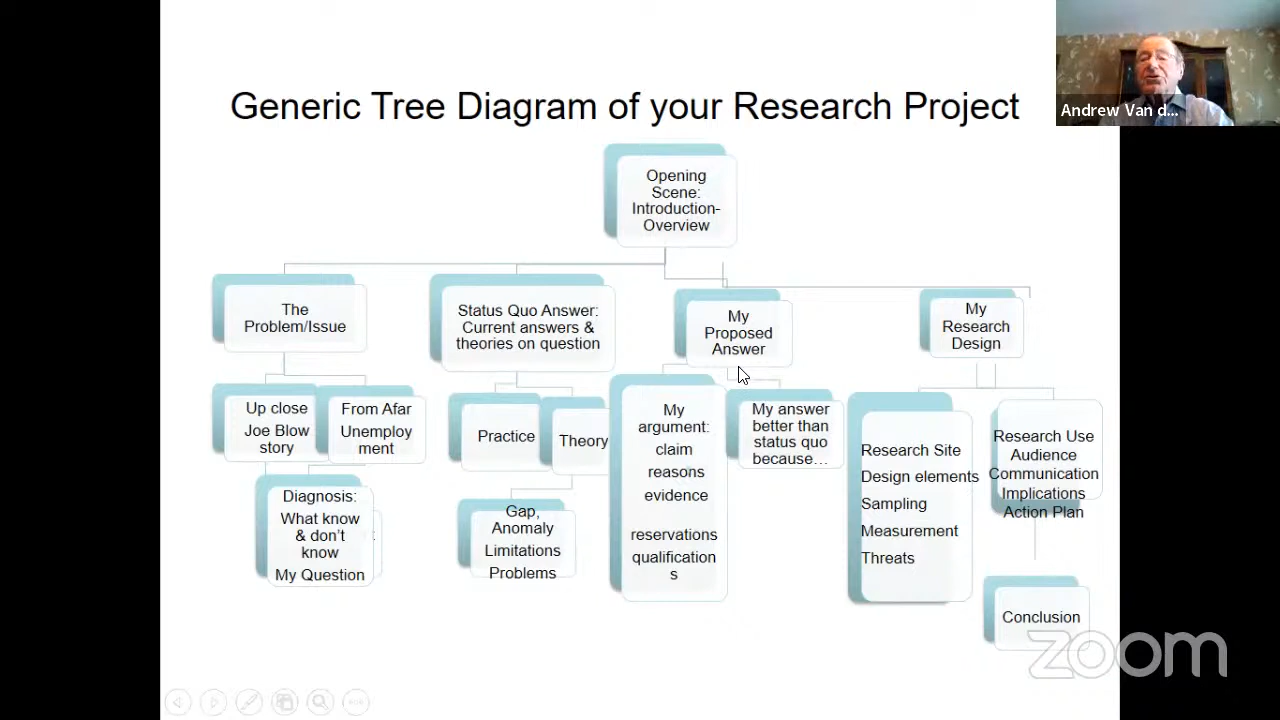 Generic Tree Diagram of your Research Project
Andrew Van d...
Opening
Scene:
Introduction-
Overview
The
Problem/Issue
Status Quo Answer:
Current answers &
theories on question
My
Proposed
Answer
My
Research
Design
Up close
Joe Blow
story
From Afar
Unemploy
ment
Diagnosis:
What know
& don't
know
My Question
Practice
Theory
Gap,
Anomaly
Limitations
Problems
My
argument:
claim
reasons
evidence
reservations
qualification
s
My answer
better than
status quo
because…
Research Site
Design elements
Sampling
Measurement
Threats
Research Use
Audience
Communication
Implications
Action Plan
Conclusion
zoom